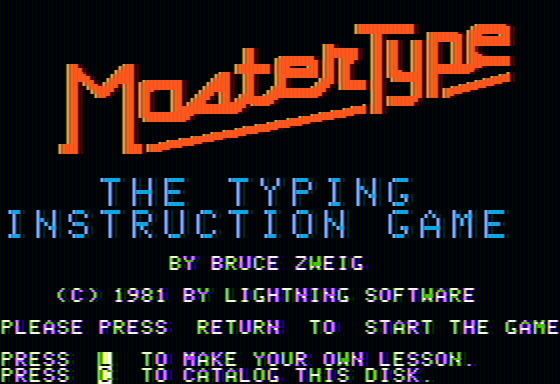 MasterType
THE TYPING
INSTRUCTION GAME
BY BRUCE ZWEIG
(C) 1981 BY LIGHTNING SOFTWARE
PLEASE PRESS RETURN TO START THE GAME
PRESS L TO MAKE YOUR OWN LESSON.
PRESS C TO CATALOG THIS DISK.